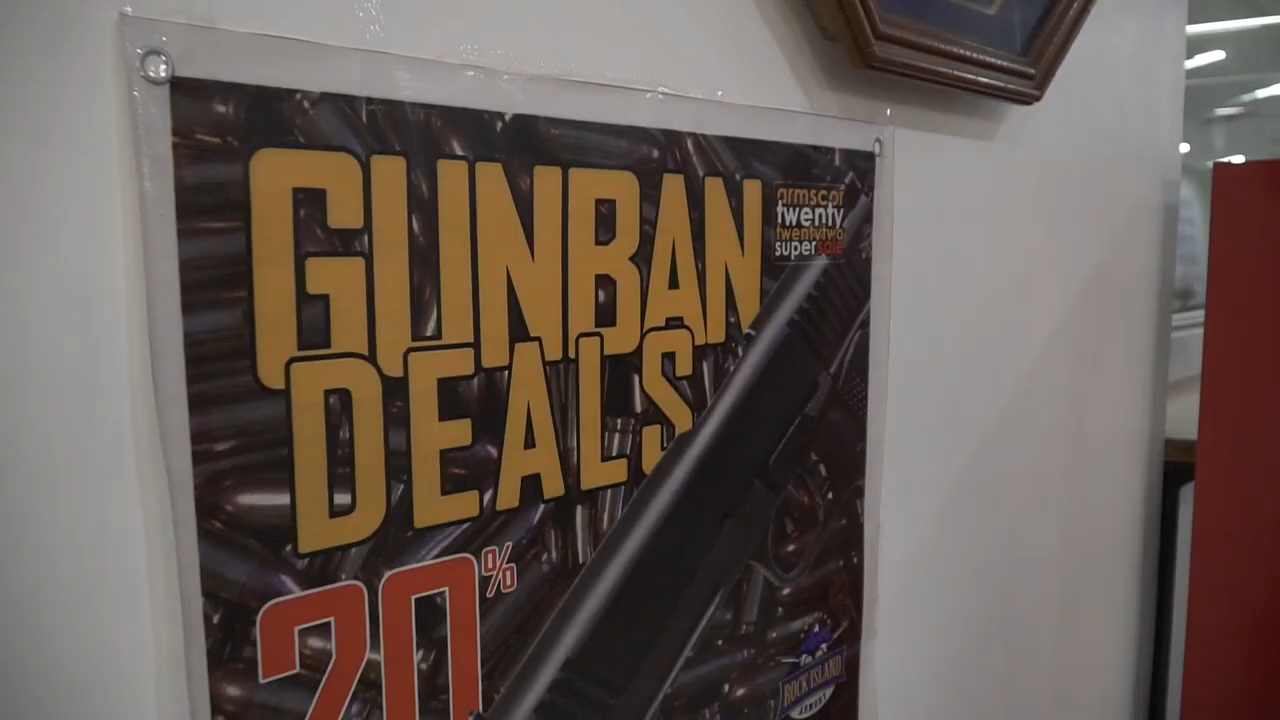 GUNBAN
DEALS
armscor
twenty
twentytwo
supersale
20%
ROCK ISLAND
ARMORY